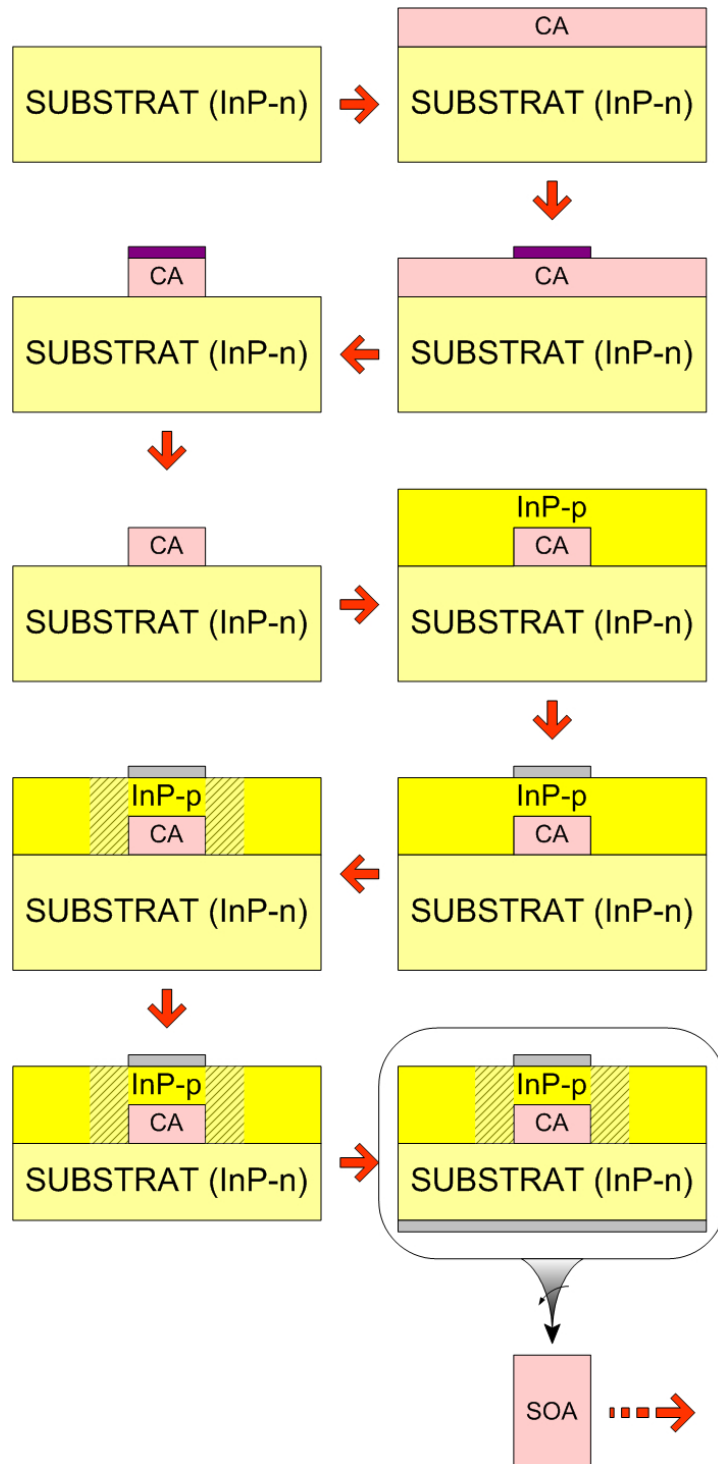 SUBSTRAT (InP-n)
CA
SUBSTRAT (InP-n)
CA
SUBSTRAT (InP-n)
CA
SUBSTRAT (InP-n)
CA
SUBSTRAT (InP-n)
InP-p
CA
SUBSTRAT (InP-n)
InP-p
CA
SUBSTRAT (InP-n)
InP-p
CA
SUBSTRAT (InP-n)
InP-p
CA
SUBSTRAT (InP-n)
InP-p
CA
SUBSTRAT (InP-n)
SOA